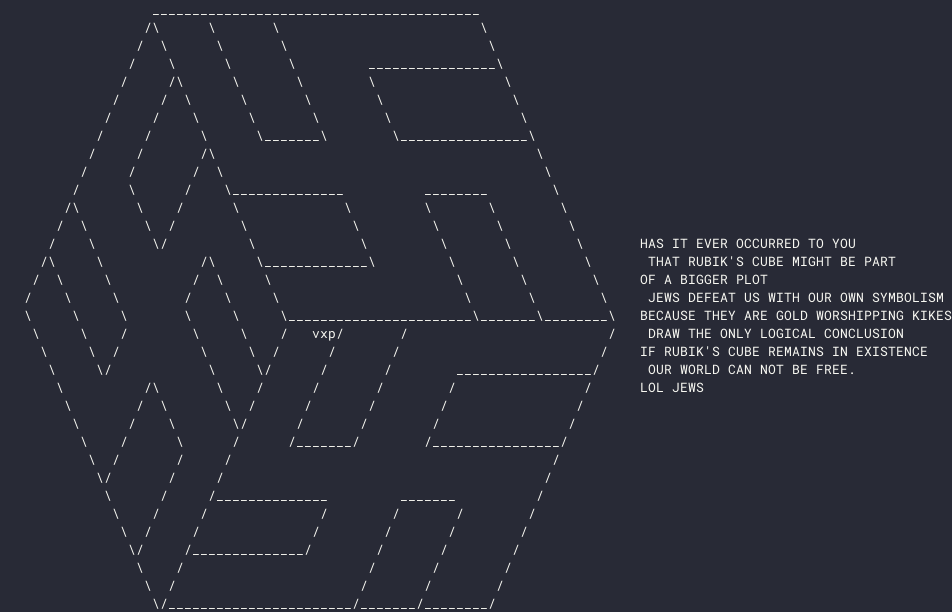 vxp
HAS IT EVER OCCURRED TO YOU
THAT RUBIK'S CUBE MIGHT BE PART
OF A BIGGER PLOT
JEWS DEFEAT US WITH OUR OWN SYMBOLISM
BECAUSE THEY ARE GOLD WORSHIPPING KIKES
DRAW THE ONLY LOGICAL CONCLUSION
IF RUBIK'S CUBE REMAINS IN EXISTENCE
OUR WORLD CAN NOT BE FREE.
LOL JEWS